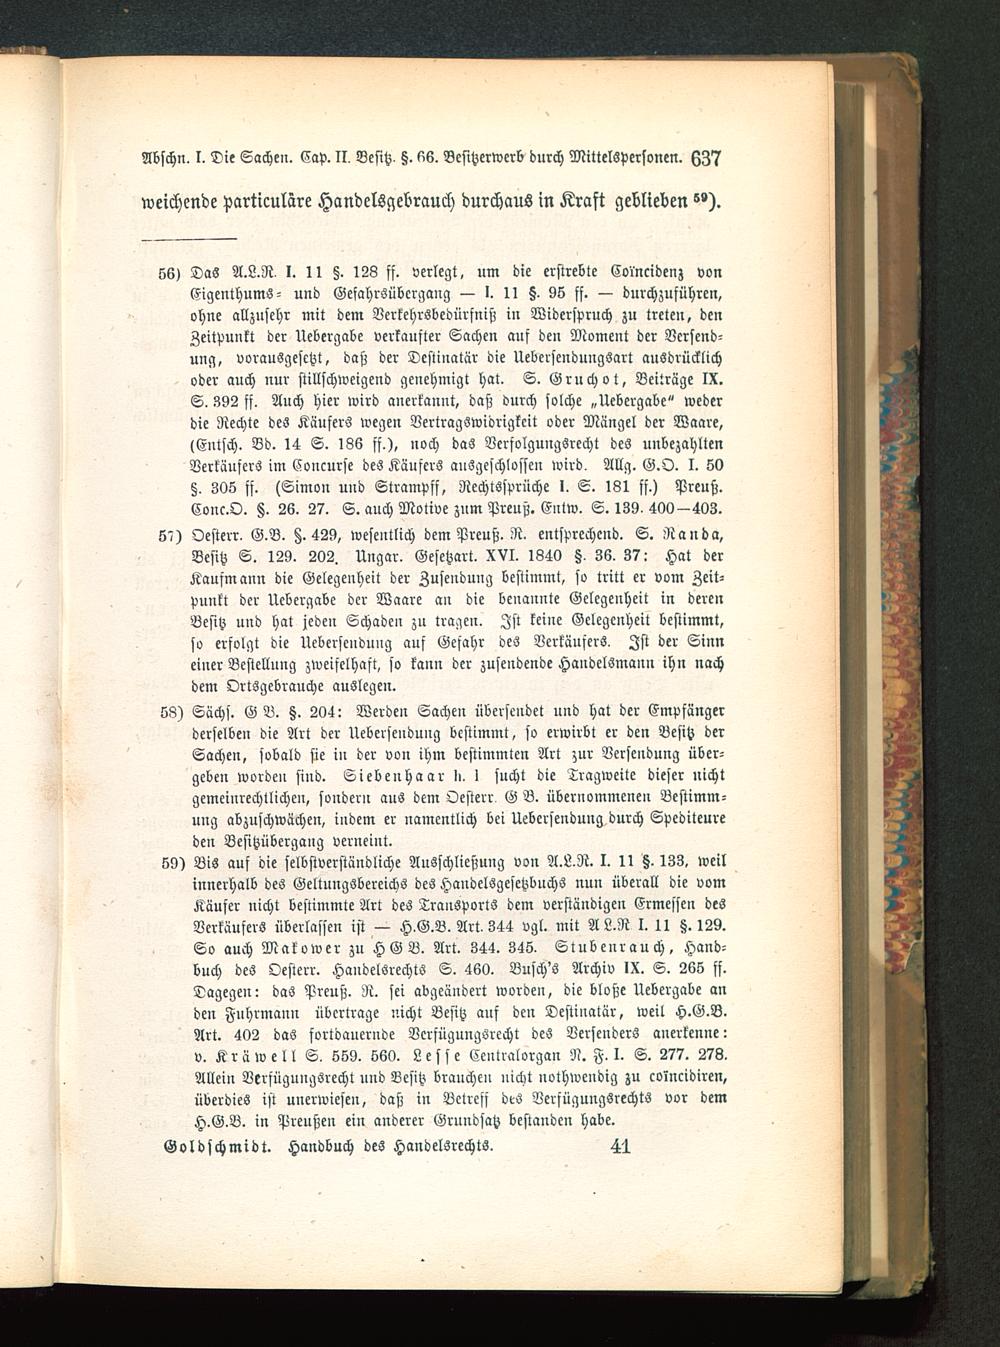 Abschn. I. Die Sachen. Cap. II. Besitz. §. 66. Besitzerwerb durch Mittelspersonen. 637
weichende particuläre Handelsgebrauch durchaus in Kraft geblieben ⁵⁹).
56) Das A.L.R. I. 11 §. 128 ff. verlegt, um die erstrebte Coïncidenz von
Eigenthums- und Gefahrsübergang — I. 11 §. 95 ff. — durchzuführen,
ohne allzusehr mit dem Verkehrsbedürfniß in Widerspruch zu treten, den
Zeitpunkt der Uebergabe verkaufter Sachen auf den Moment der Versend-
ung, vorausgesetzt, daß der Destinatär die Uebersendungsart ausdrücklich
oder auch nur stillschweigend genehmigt hat. S. Gruchot, Beiträge IX.
S. 392 ff. Auch hier wird anerkannt, daß durch solche „Uebergabe“ weder
die Rechte des Käufers wegen Vertragswidrigkeit oder Mängel der Waare,
(Entsch. Bd. 14 S. 186 ff.), noch das Verfolgungsrecht des unbezahlten
Verkäufers im Concurse des Käufers ausgeschlossen wird. Allg. G.O. I. 50
§. 305 ff. (Simon und Strampff, Rechtssprüche I. S. 181 ff.) Preuß.
Conc.O. §. 26. 27. S. auch Motive zum Preuß. Entw. S. 139. 400—403.
57) Oesterr. G.B. §. 429, wesentlich dem Preuß. R. entsprechend. S. Randa,
Besitz S. 129. 202. Ungar. Gesetzart. XVI. 1840 §. 36. 37: Hat der
Kaufmann die Gelegenheit der Zusendung bestimmt, so tritt er vom Zeit-
punkt der Uebergabe der Waare an die benannte Gelegenheit in deren
Besitz und hat jeden Schaden zu tragen. Ist keine Gelegenheit bestimmt,
so erfolgt die Uebersendung auf Gefahr des Verkäufers. Ist der Sinn
einer Bestellung zweifelhaft, so kann der zusendende Handelsmann ihn nach
dem Ortsgebrauche auslegen.
58) Sächs. G B. §. 204: Werden Sachen übersendet und hat der Empfänger
derselben die Art der Uebersendung bestimmt, so erwirbt er den Besitz der
Sachen, sobald sie in der von ihm bestimmten Art zur Versendung über-
geben worden sind. Siebenhaar h. l sucht die Tragweite dieser nicht
gemeinrechtlichen, sondern aus dem Oesterr. G B. übernommenen Bestimm-
ung abzuschwächen, indem er namentlich bei Uebersendung durch Spediteure
den Besitzübergang verneint.
59) Bis auf die selbstverständliche Ausschließung von A.L.R. I. 11 §. 133, weil
innerhalb des Geltungsbereichs des Handelsgesetzbuchs nun überall die vom
Käufer nicht bestimmte Art des Transports dem verständigen Ermessen des
Verkäufers überlassen ist — H.G.B. Art. 344 vgl. mit A L.R I. 11 §. 129.
So auch Makower zu H G B. Art. 344. 345. Stubenrauch, Hand-
buch des Oesterr. Handelsrechts S. 460. Busch's Archiv IX. S. 265 ff.
Dagegen: das Preuß. R. sei abgeändert worden, die bloße Uebergabe an
den Fuhrmann übertrage nicht Besitz auf den Destinatär, weil H.G.B.
Art. 402 das fortdauernde Verfügungsrecht des Versenders anerkenne:
v. Kräwell S. 559. 560. Lesse Centralorgan N. F. I. S. 277. 278.
Allein Verfügungsrecht und Besitz brauchen nicht nothwendig zu coïncidiren,
überdies ist unerwiesen, daß in Betreff des Verfügungsrechts vor dem
H.G.B. in Preußen ein anderer Grundsatz bestanden habe.
Goldschmidt. Handbuch des Handelsrechts. 41